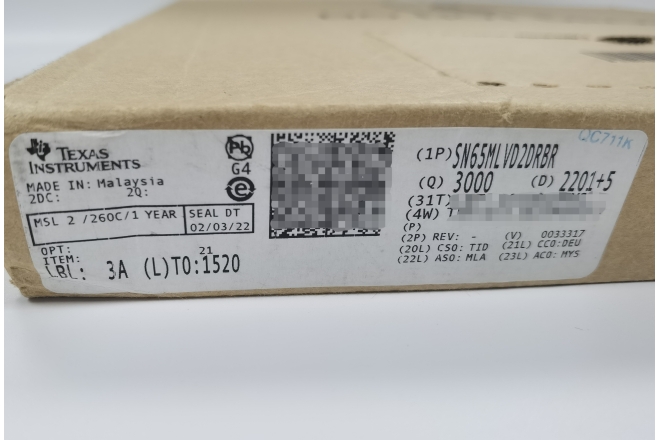 TEXAS
INSTRUMENTS
MADE IN: Malaysia
2DC: 2Q:
MSL 2 /260C/1 YEAR
SEAL DT
02/03/22
OPT:
ITEM: 21
LBL: 3A (L)TO:1520
Pb
G4
e
QC711K
(1P)SN65MLVD2DRBR
(Q) 3000 (D) 2201+5
(31T)
(4W) T
(P)
(2P) REV: - (V) 0033317
(20L) CSO: TID (21L) CCO:DEU
(22L) ASO: MLA (23L) ACO: MYS